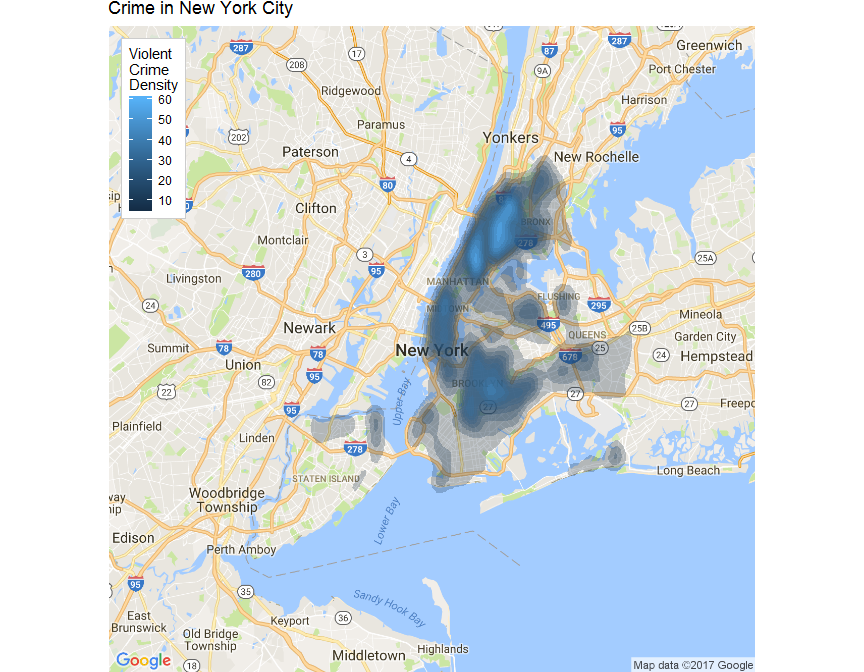 Crime in New York City
Violent
Crime
Density
60
50
40
30
20
10
287
17
208
87
9A
287
Greenwich
Port Chester
Ridgewood
Harrison
202
Paramus
95
Yonkers
Paterson
4
New Rochelle
80
Clifton
BRONX
Montclair
278
3
95
25A
Livingston
280
MANHATTAN
FLUSHING
24
295
Mineola
Newark
495
25B
QUEENS
Garden City
Summit
78
78
New York
25
24
Hempstead
Union
678
95
82
BROOKLYN
22
27
27
Freepo
95
27
Upper Bay
Plainfield
Linden
278
STATEN ISLAND
Long Beach
Woodbridge
Township
Lower Bay
Edison
Perth Amboy
95
35
Sandy Hook Bay
East
Brunswick
Keyport
36
Old Bridge
Township
Middletown
Highlands
18
Google
Map data ©2017 Google